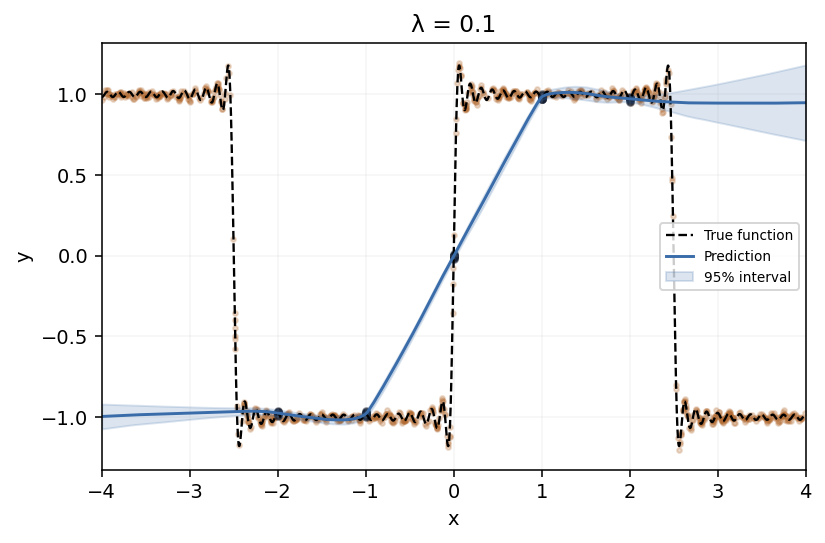 λ = 0.1
1.0
0.5
0.0
−0.5
−1.0
y
True function
Prediction
95% interval
−4 −3 −2 −1 0 1 2 3 4
x